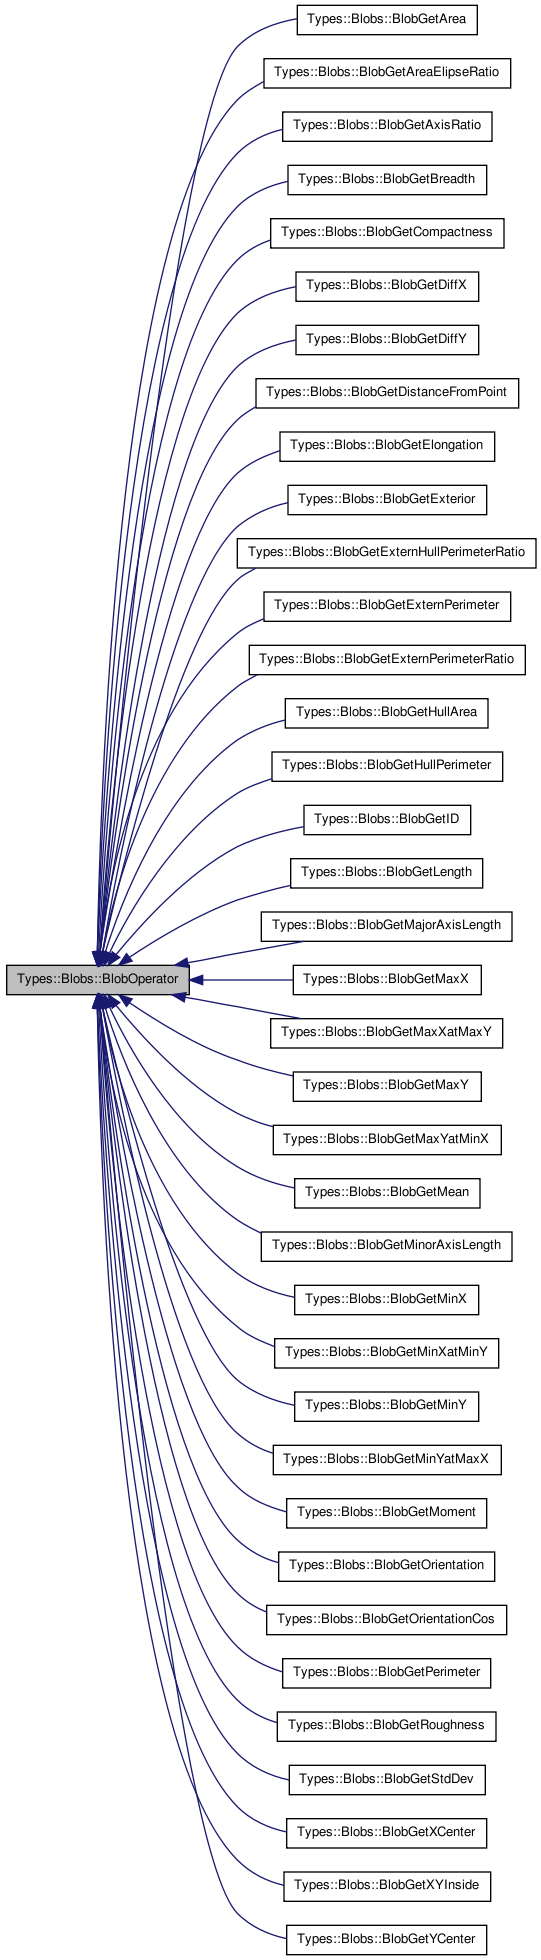 Types::Blobs::BlobGetArea
Types::Blobs::BlobGetAreaElipseRatio
Types::Blobs::BlobGetAxisRatio
Types::Blobs::BlobGetBreadth
Types::Blobs::BlobGetCompactness
Types::Blobs::BlobGetDiffX
Types::Blobs::BlobGetDiffY
Types::Blobs::BlobGetDistanceFromPoint
Types::Blobs::BlobGetElongation
Types::Blobs::BlobGetExterior
Types::Blobs::BlobGetExternHullPerimeterRatio
Types::Blobs::BlobGetExternPerimeter
Types::Blobs::BlobGetExternPerimeterRatio
Types::Blobs::BlobGetHullArea
Types::Blobs::BlobGetHullPerimeter
Types::Blobs::BlobGetID
Types::Blobs::BlobGetLength
Types::Blobs::BlobGetMajorAxisLength
Types::Blobs::BlobOperator
Types::Blobs::BlobGetMaxX
Types::Blobs::BlobGetMaxXatMaxY
Types::Blobs::BlobGetMaxY
Types::Blobs::BlobGetMaxYatMinX
Types::Blobs::BlobGetMean
Types::Blobs::BlobGetMinorAxisLength
Types::Blobs::BlobGetMinX
Types::Blobs::BlobGetMinXatMinY
Types::Blobs::BlobGetMinY
Types::Blobs::BlobGetMinYatMaxX
Types::Blobs::BlobGetMoment
Types::Blobs::BlobGetOrientation
Types::Blobs::BlobGetOrientationCos
Types::Blobs::BlobGetPerimeter
Types::Blobs::BlobGetRoughness
Types::Blobs::BlobGetStdDev
Types::Blobs::BlobGetXCenter
Types::Blobs::BlobGetXYInside
Types::Blobs::BlobGetYCenter